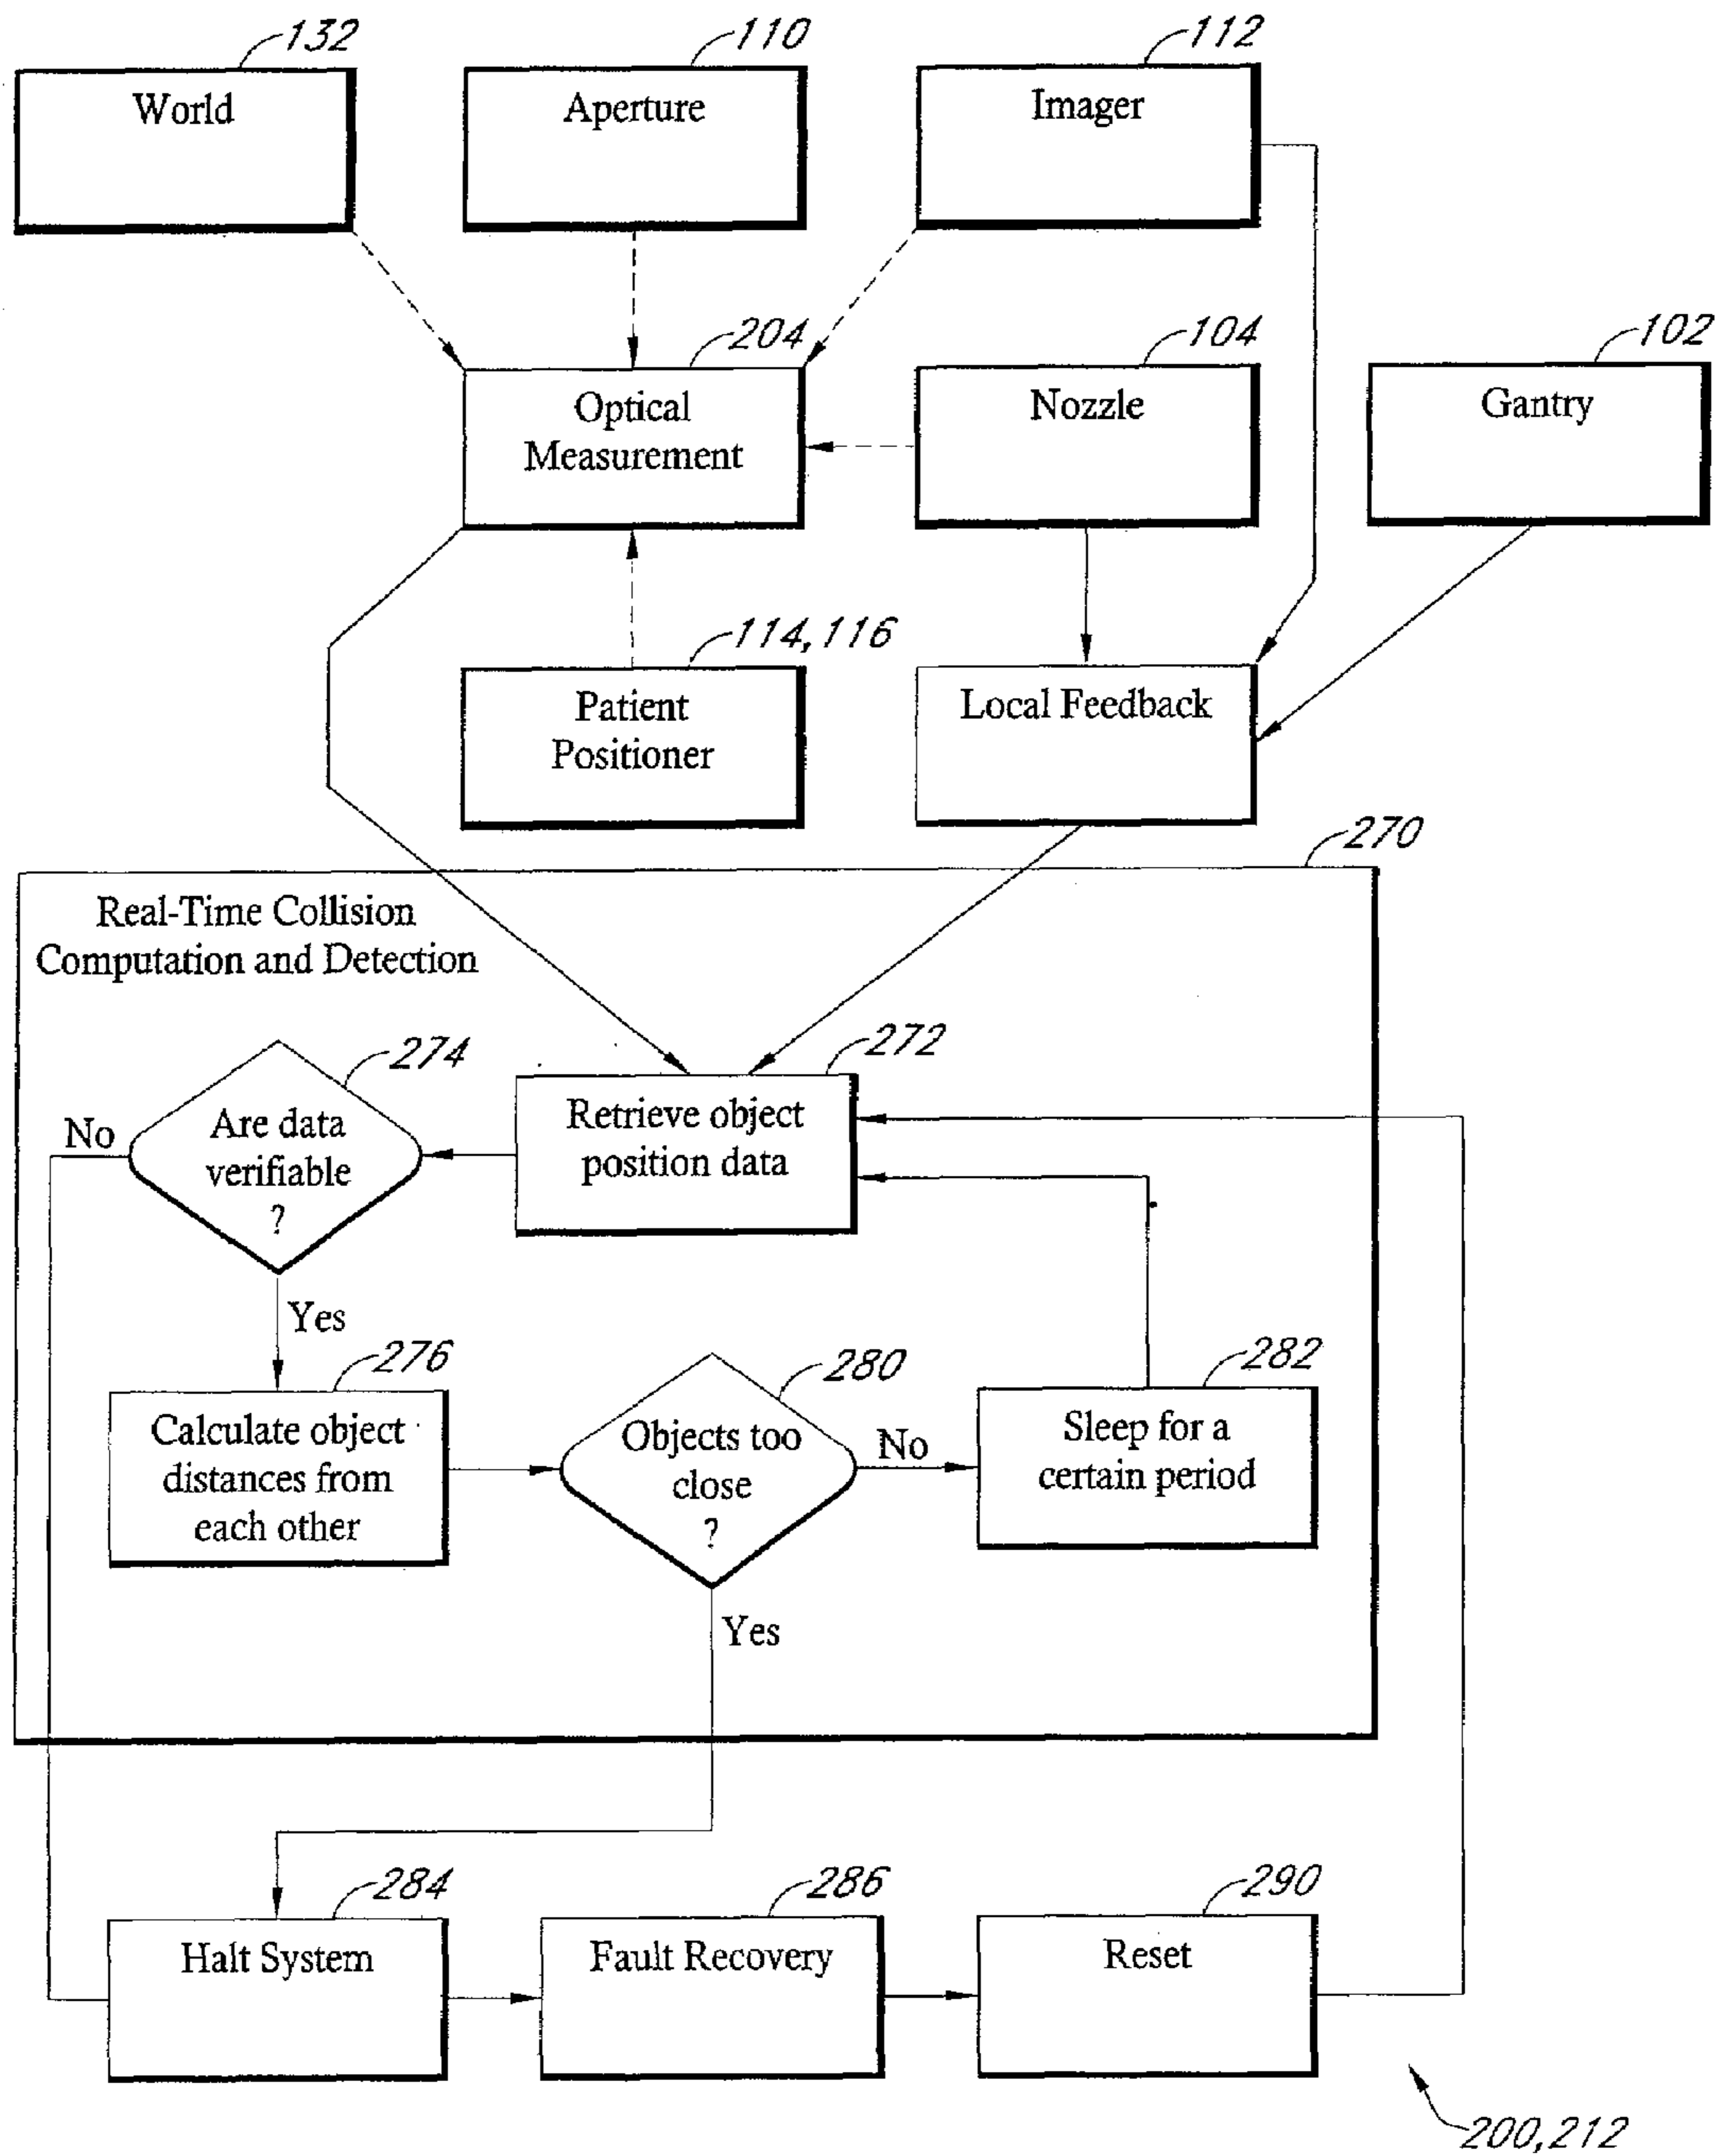 132
110
112
World
Aperture
Imager
204
104
102
Optical
Measurement
Nozzle
Gantry
114, 116
Patient
Positioner
Local Feedback
270
Real-Time Collision
Computation and Detection
274
272
No
Are data
verifiable
?
Retrieve object
position data
Yes
276
280
282
Calculate object
distances from
each other
Objects too
close
?
No
Sleep for a
certain period
Yes
284
286
290
Halt System
Fault Recovery
Reset
200, 212